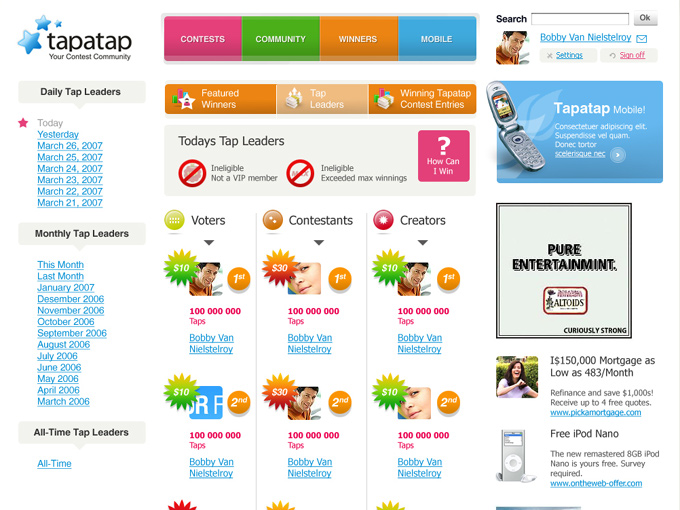 tapatap
Your Contest Community
CONTESTS
COMMUNITY
WINNERS
MOBILE
Search
Ok
Bobby Van Nielstelroy
Settings
Sign off
Daily Tap Leaders
Today
Yesterday
March 26, 2007
March 25, 2007
March 24, 2007
March 23, 2007
March 22, 2007
March 21, 2007
Monthly Tap Leaders
This Month
Last Month
January 2007
Desember 2006
November 2006
October 2006
September 2006
August 2006
July 2006
June 2006
May 2006
April 2006
Martch 2006
All-Time Tap Leaders
All-Time
Featured
Winners
Tap
Leaders
Winning Tapatap
Contest Entries
Todays Tap Leaders
Ineligible
Not a VIP member
Ineligible
Exceeded max winnings
?
How Can
I Win
Voters
Contestants
Creators
$10
1st
100 000 000
Taps
Bobby Van
Nielstelroy
$30
1st
100 000 000
Taps
Bobby Van
Nielstelroy
$10
1st
100 000 000
Taps
Bobby Van
Nielstelroy
$10
2nd
100 000 000
Taps
Bobby Van
Nielstelroy
$30
2nd
100 000 000
Taps
Bobby Van
Nielstelroy
$10
2nd
100 000 000
Taps
Bobby Van
Nielstelroy
Tapatap Mobile!
Consectetuer adipiscing elit.
Suspendisse vel quam.
Donec tortor
scelerisque nec
PURE
ENTERTAINMINT.
ALTOIDS
CURIOUSLY STRONG
I$150,000 Mortgage as
Low as 483/Month
Refinance and save $1,000s!
Receive up to 4 free quotes.
www.pickamortgage.com
Free iPod Nano
The new remastered 8GB iPod
Nano is yours free. Survey
required.
www.ontheweb-offer.com